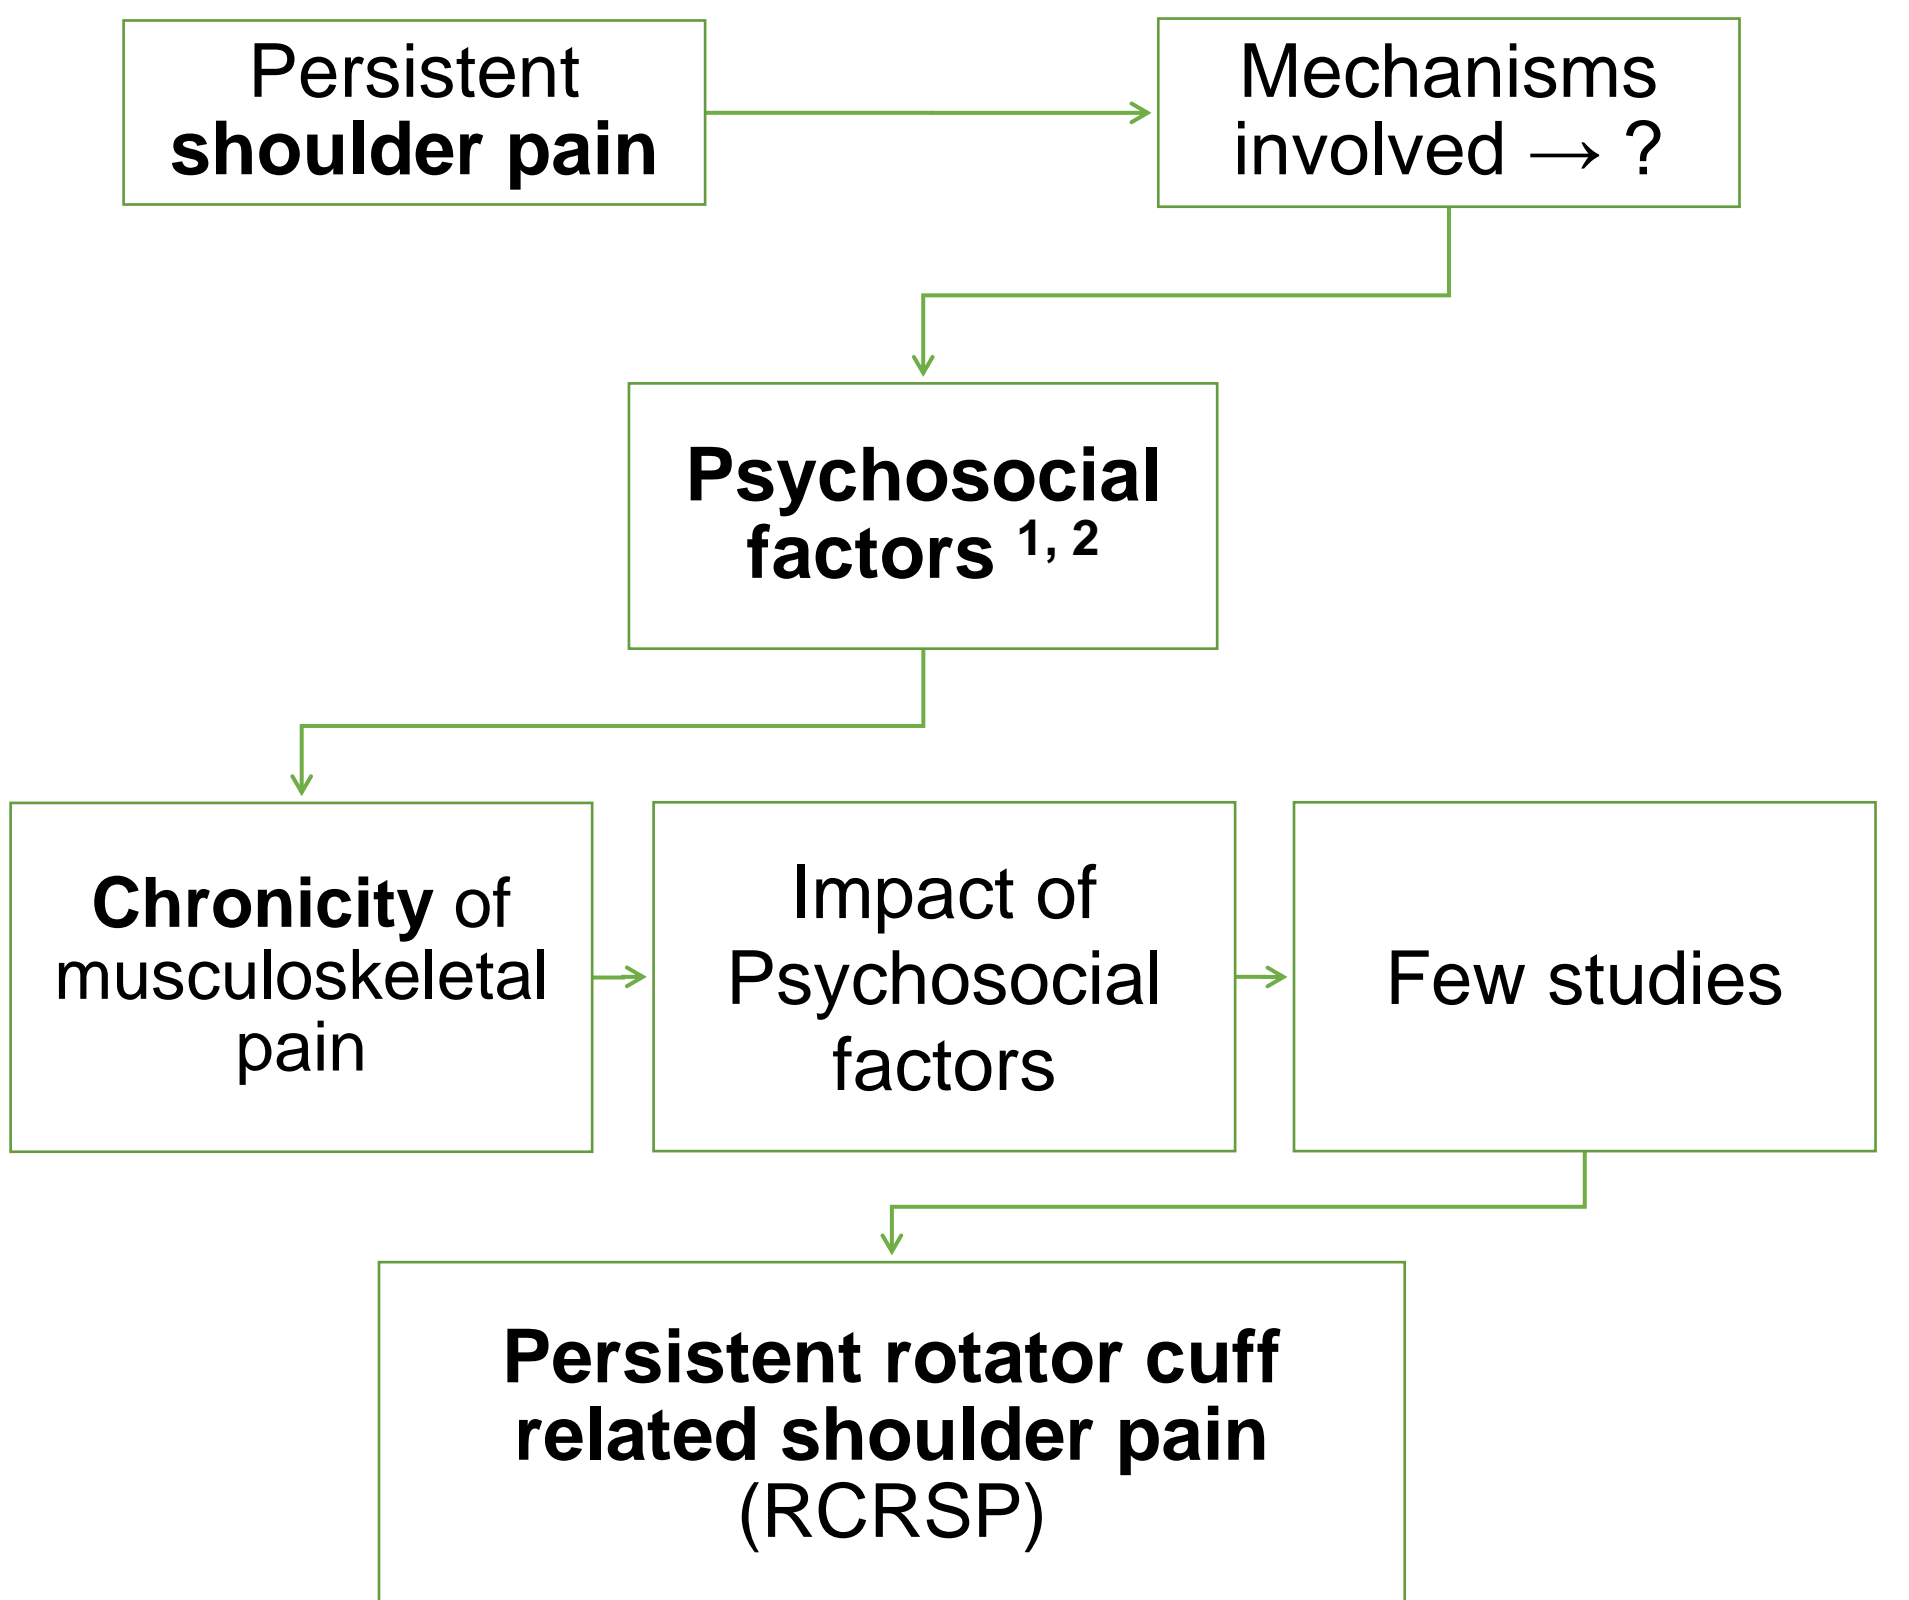 Persistent
shoulder pain
Mechanisms
involved → ?
Psychosocial
factors 1, 2
Chronicity of
musculoskeletal
pain
Impact of
Psychosocial
factors
Few studies
Persistent rotator cuff
related shoulder pain
(RCRSP)